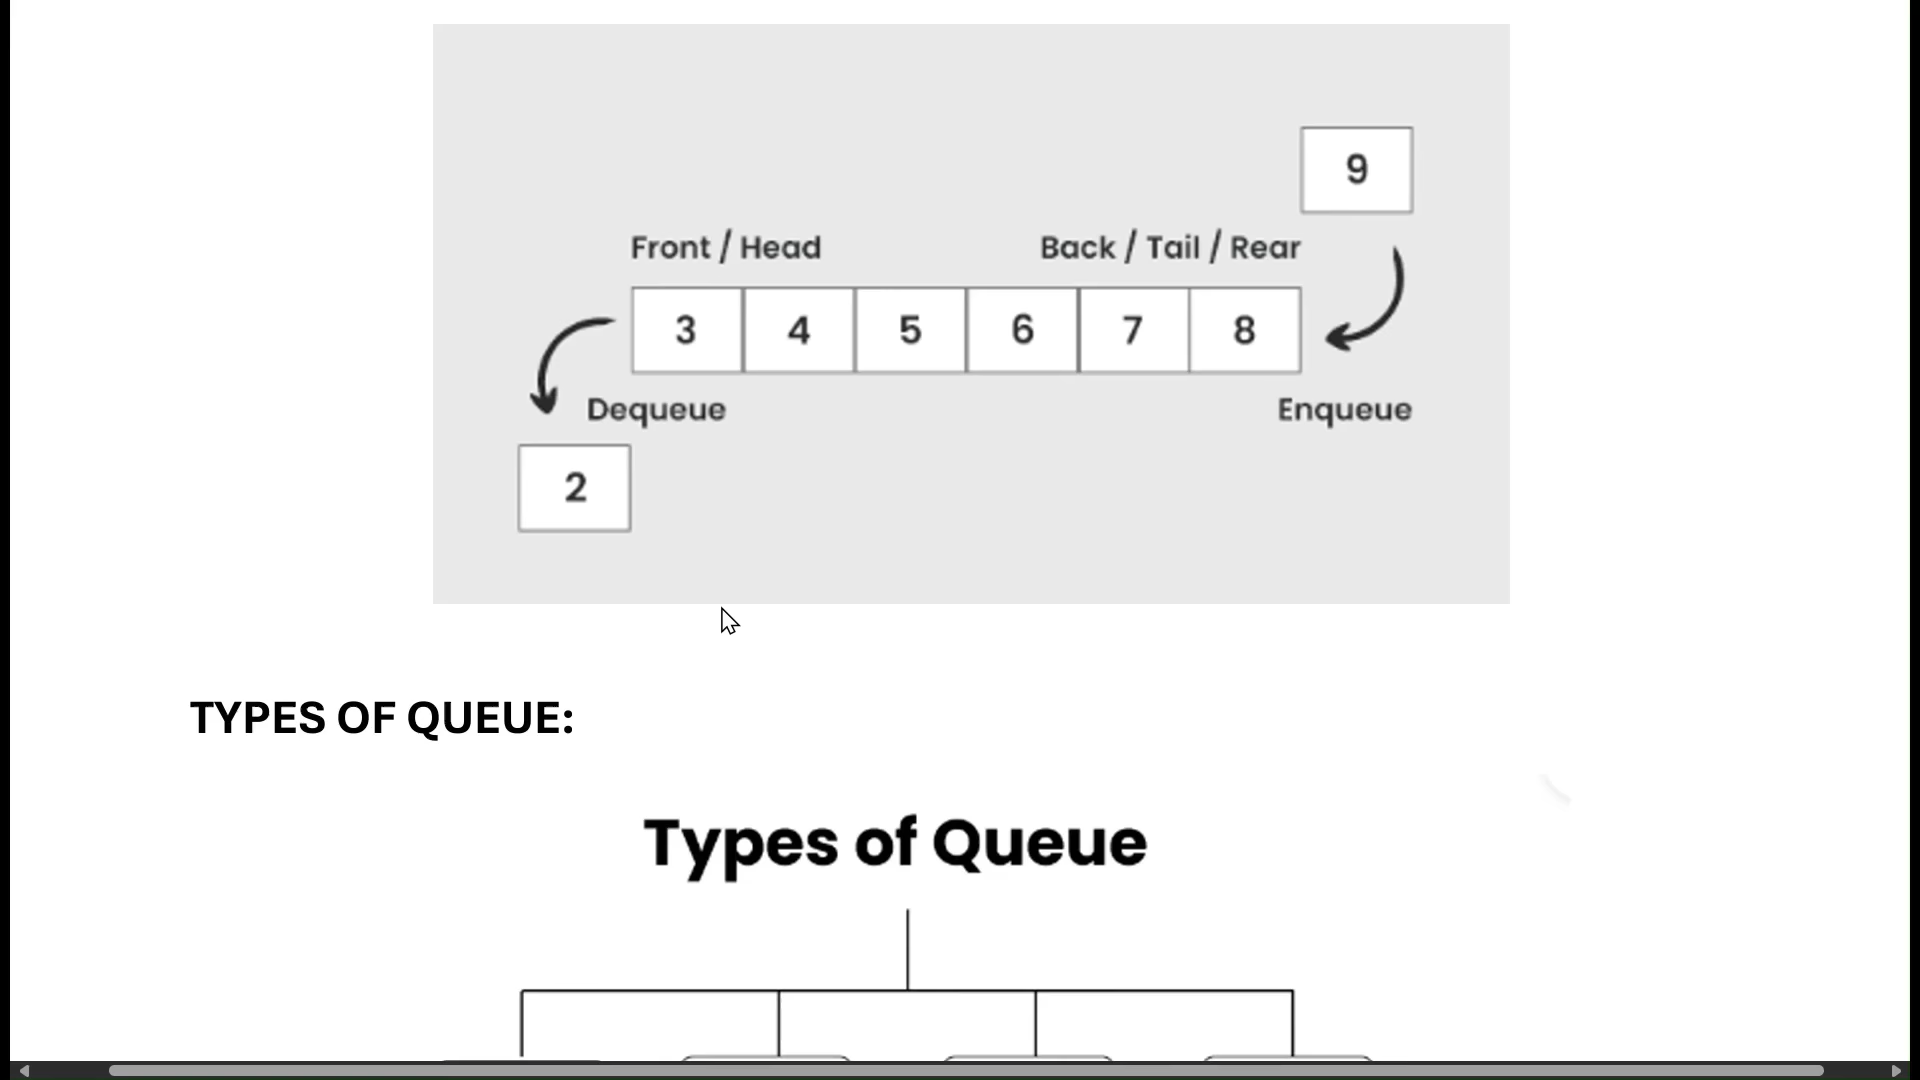 9
Front / Head
Back / Tail / Rear
3 4 5 6 7 8
Dequeue
Enqueue
2
TYPES OF QUEUE:
Types of Queue